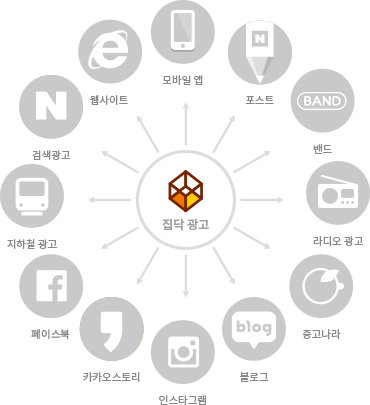 모바일 앱
웹사이트
N
포스트
N
검색광고
BAND
밴드
집닥 광고
지하철 광고
라디오 광고
페이스북
중고나라
카카오스토리
blog
블로그
인스타그램